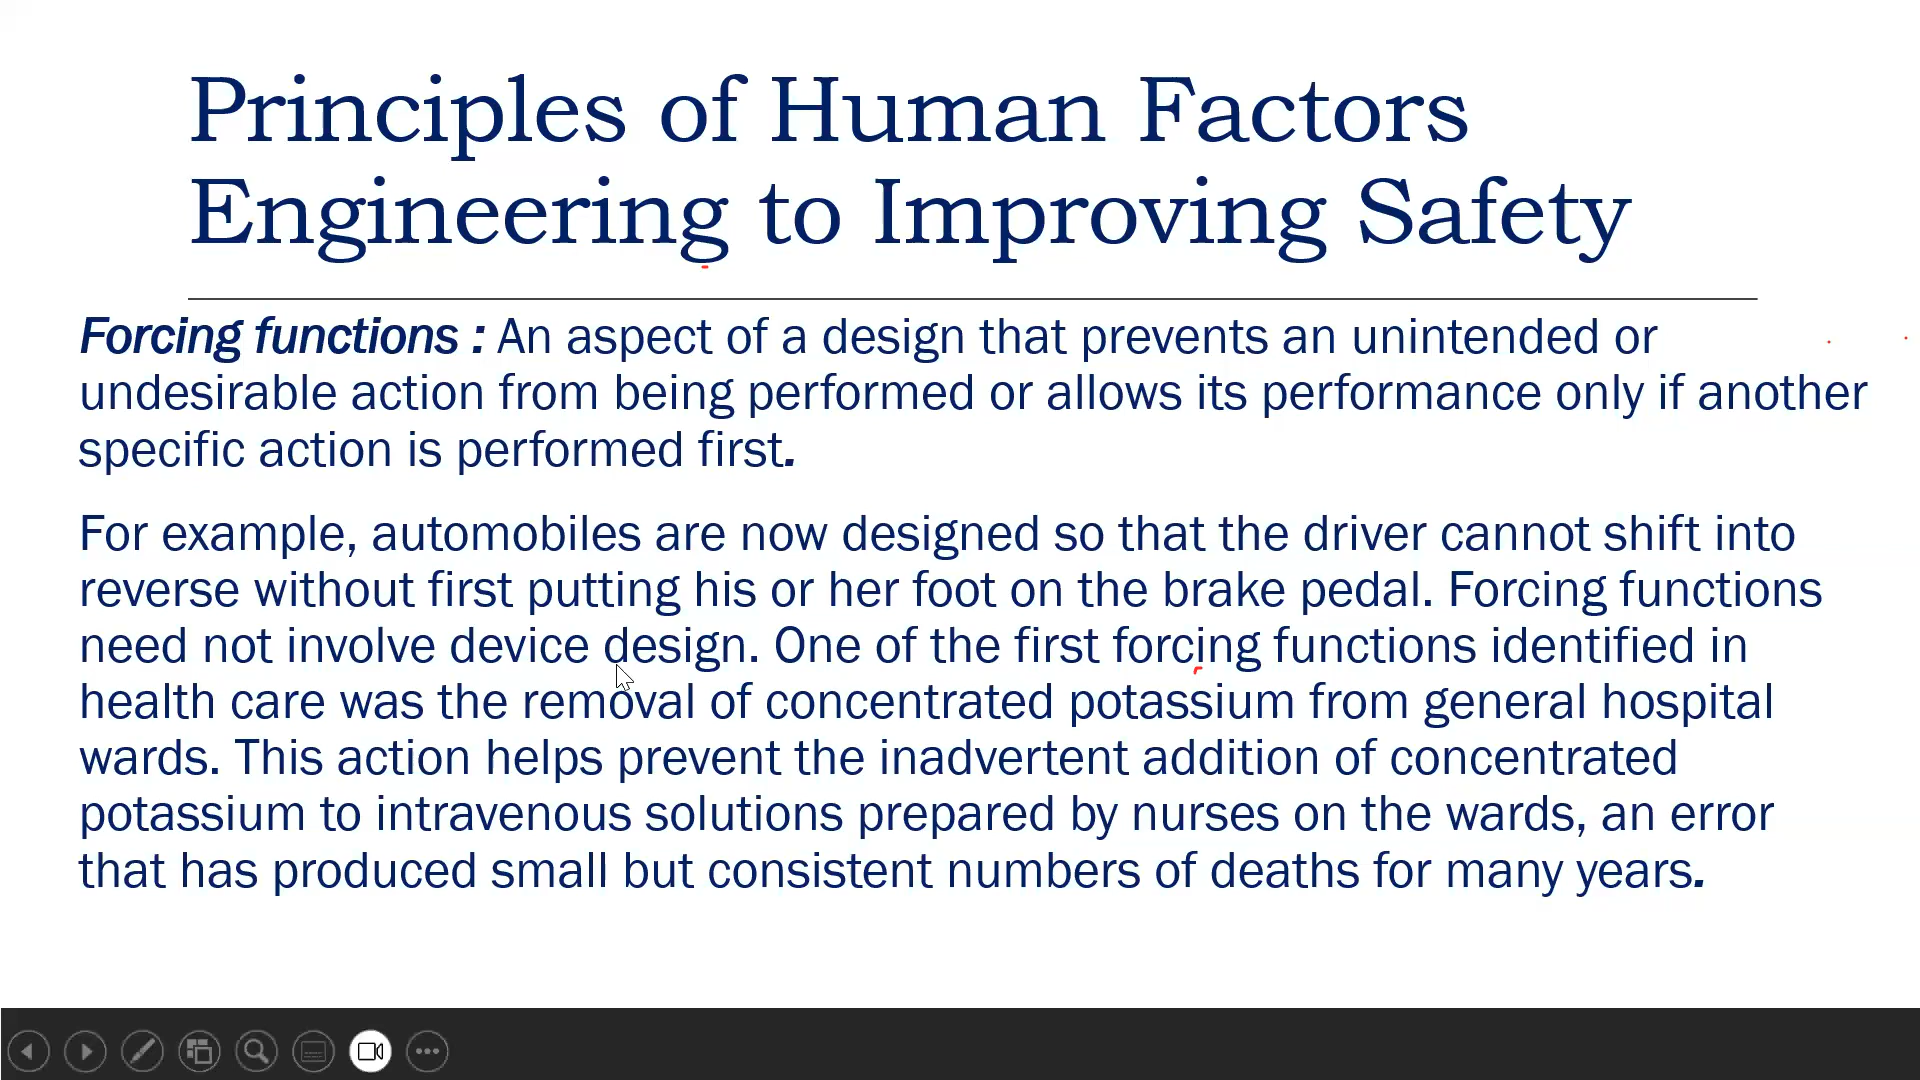 Principles of Human Factors
Engineering to Improving Safety
Forcing functions : An aspect of a design that prevents an unintended or
undesirable action from being performed or allows its performance only if another
specific action is performed first.
For example, automobiles are now designed so that the driver cannot shift into
reverse without first putting his or her foot on the brake pedal. Forcing functions
need not involve device design. One of the first forcing functions identified in
health care was the removal of concentrated potassium from general hospital
wards. This action helps prevent the inadvertent addition of concentrated
potassium to intravenous solutions prepared by nurses on the wards, an error
that has produced small but consistent numbers of deaths for many years.